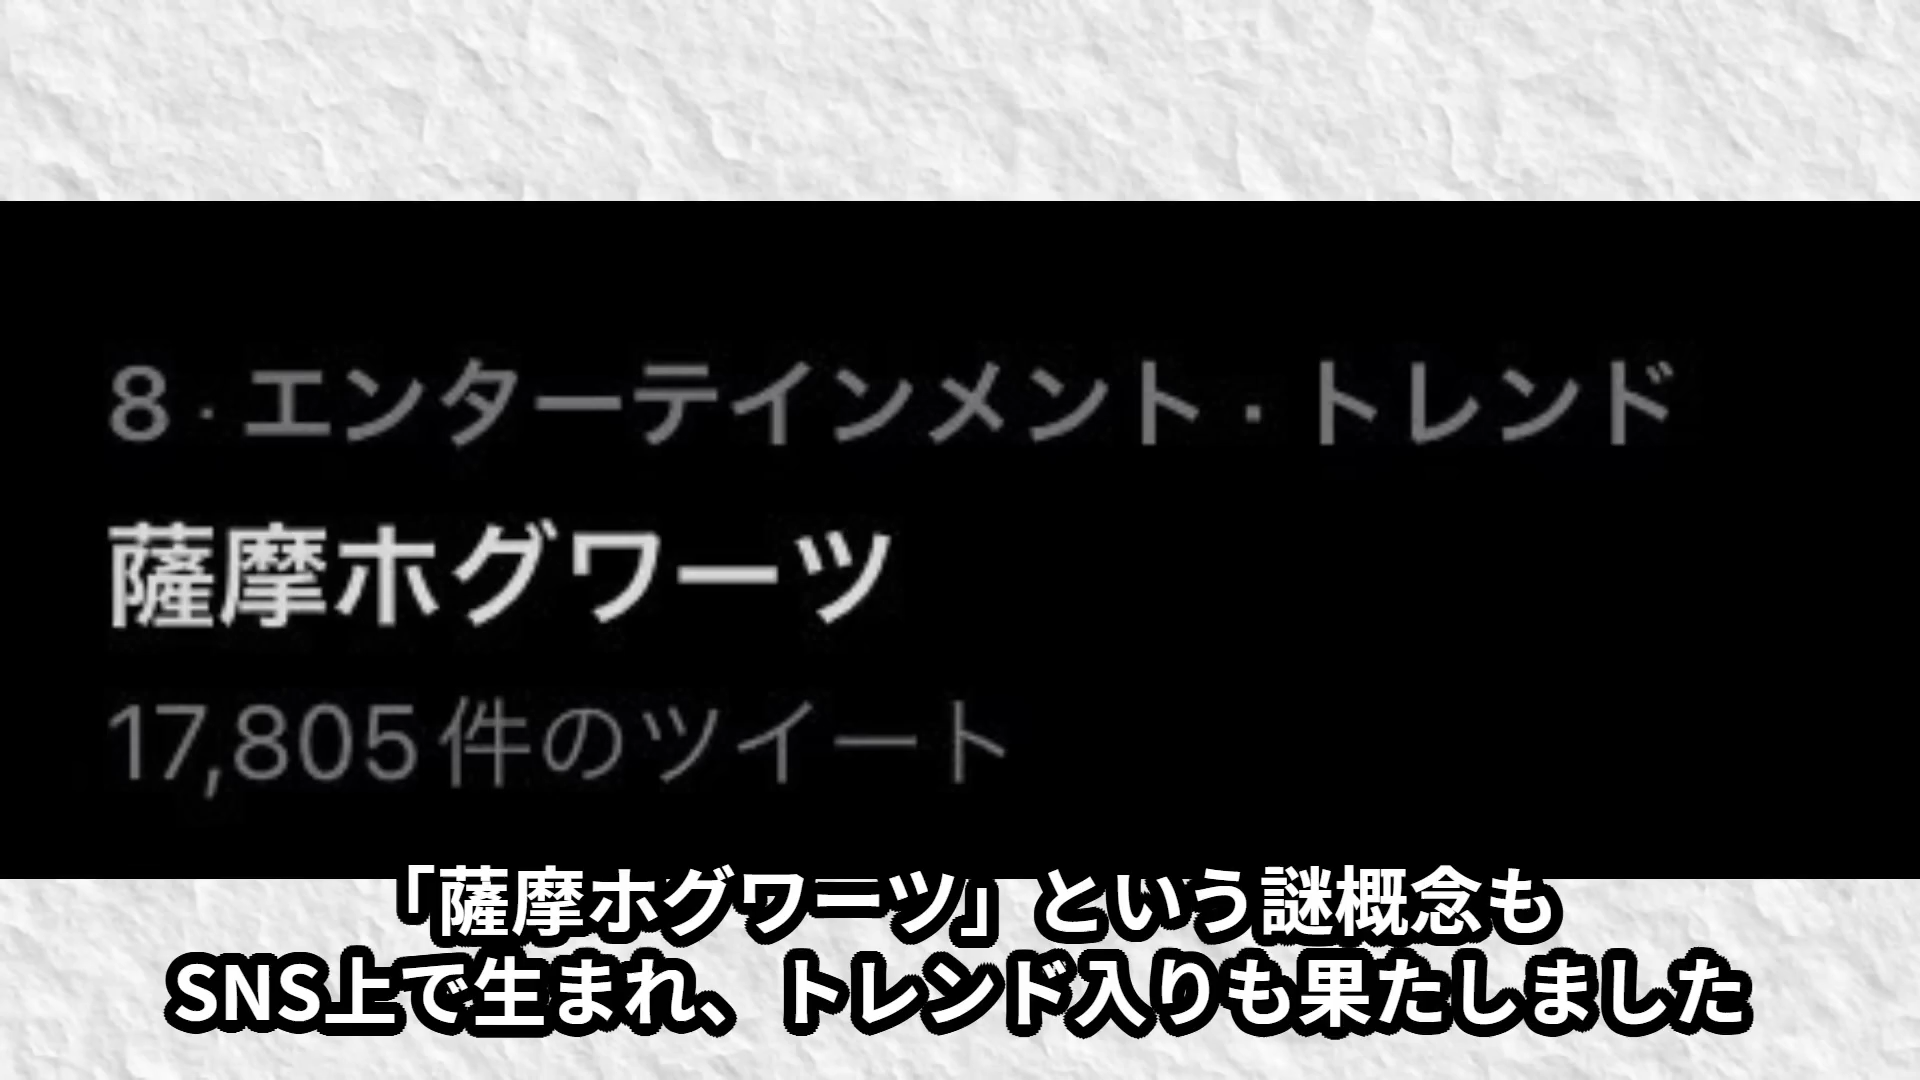 8・エンターテインメント・トレンド
薩摩ホグワーツ
17,805 件のツイート
「薩摩ホグワーツ」という謎概念も
SNS上で生まれ、トレンド入りも果たしました